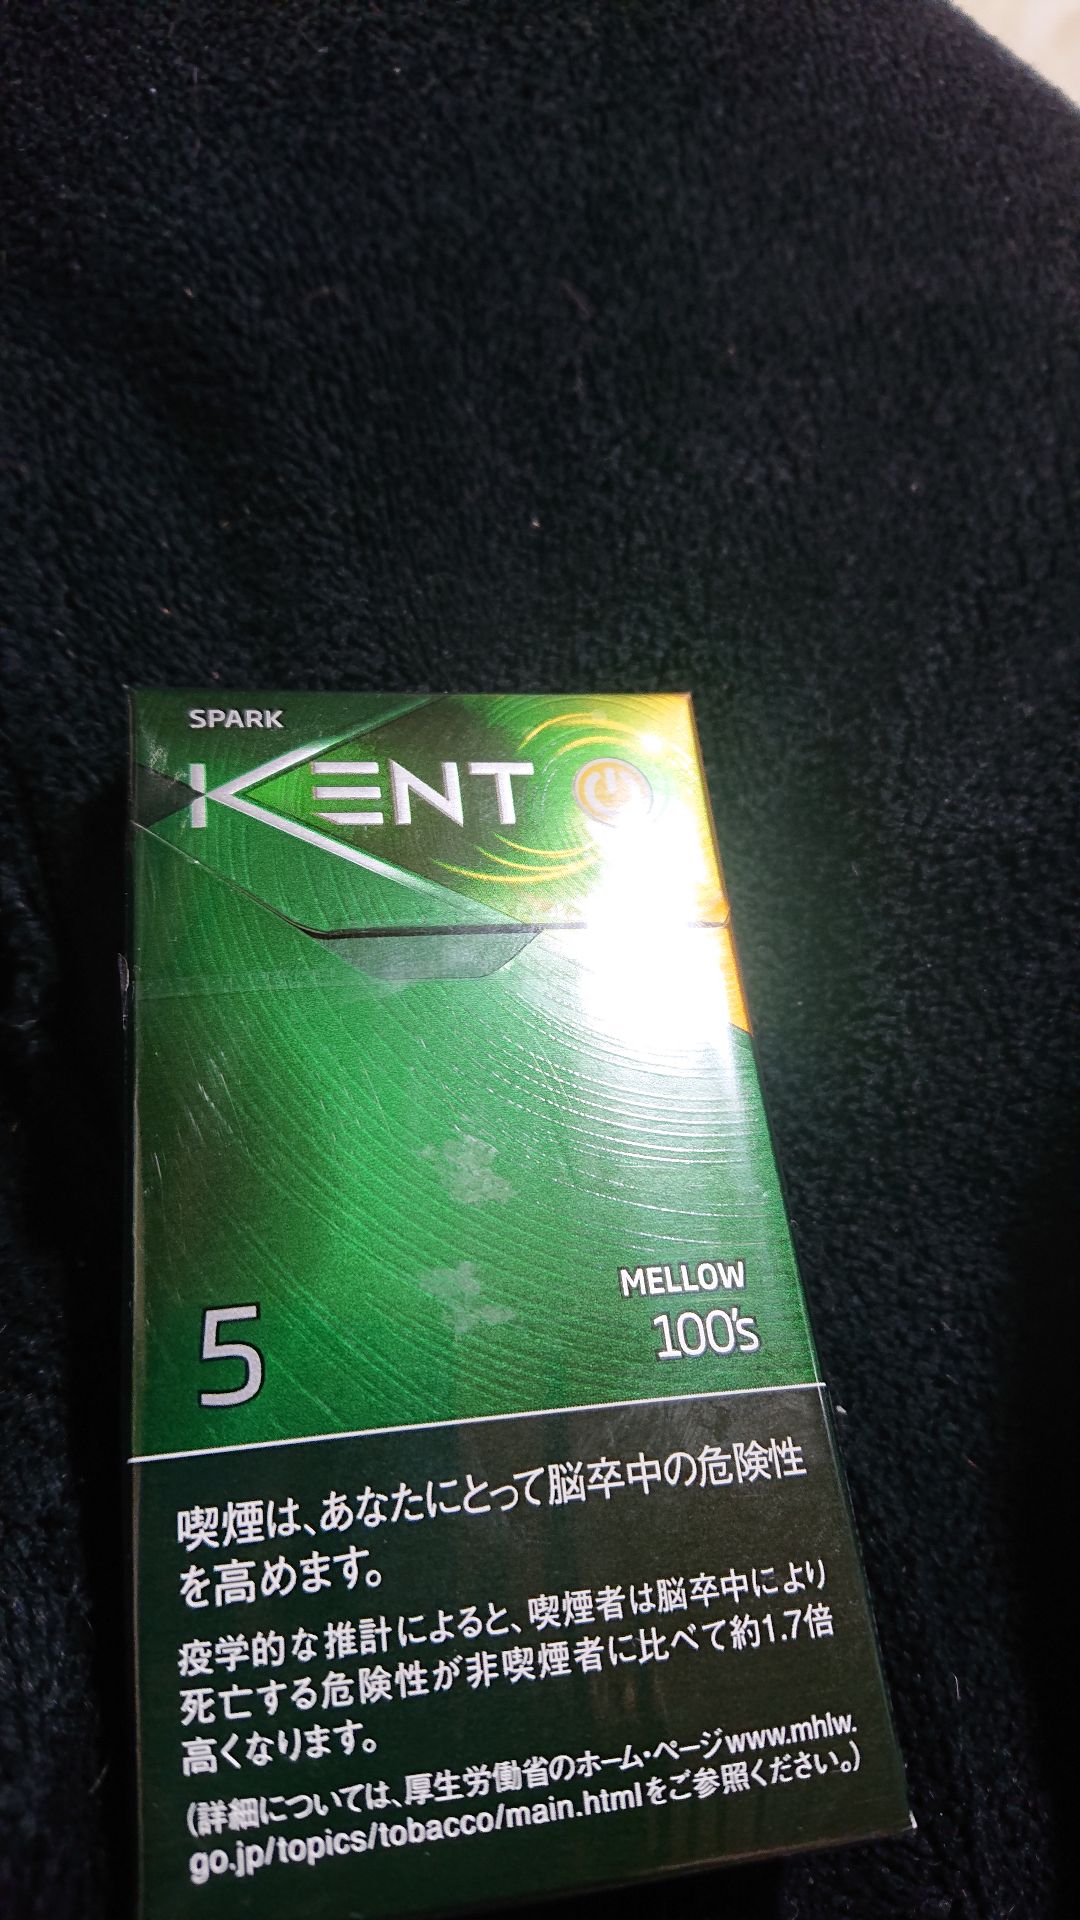 SPARK
KENT
5
MELLOW
100's
喫煙は、あなたにとって脳卒中の危険性
を高めます。
疫学的な推計によると、喫煙者は脳卒中により
死亡する危険性が非喫煙者に比べて約1.7倍
高くなります。
(詳細については、厚生労働省のホーム・ページwww.mhlw.
go.jp/topics/tobacco/main.htmlをご参照ください。)